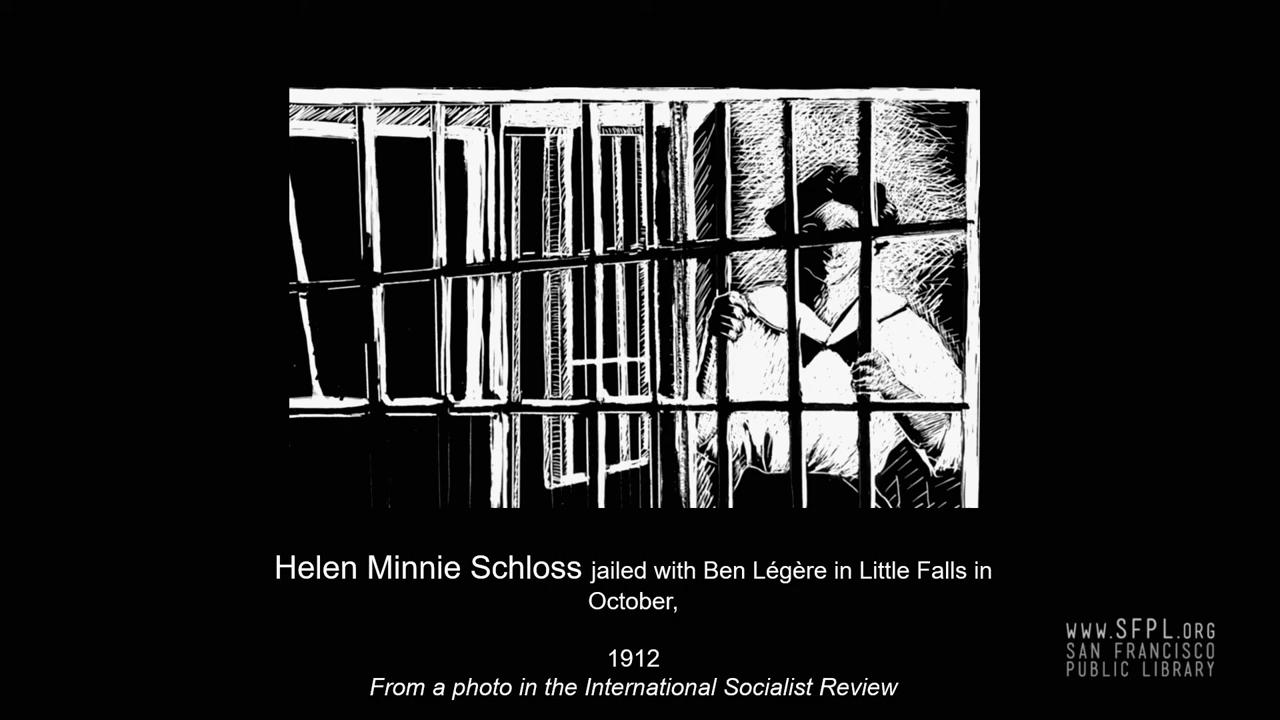 Helen Minnie Schloss jailed with Ben Légère in Little Falls in
October,
1912
From a photo in the International Socialist Review
WWW.SFPL.ORG
SAN FRANCISCO
PUBLIC LIBRARY